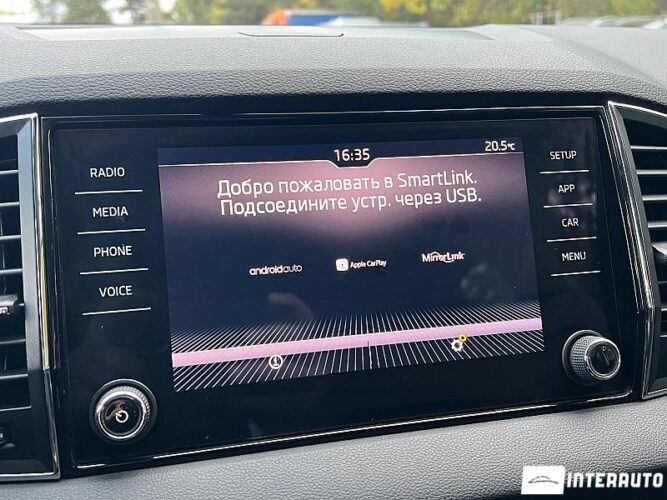 16:35
20.5°C
RADIO
MEDIA
PHONE
VOICE
Добро пожаловать в SmartLink.
Подсоедините устр. через USB.
androidauto
Apple CarPlay
MirrorLink
SETUP
APP
CAR
MENU
INTERAUTO